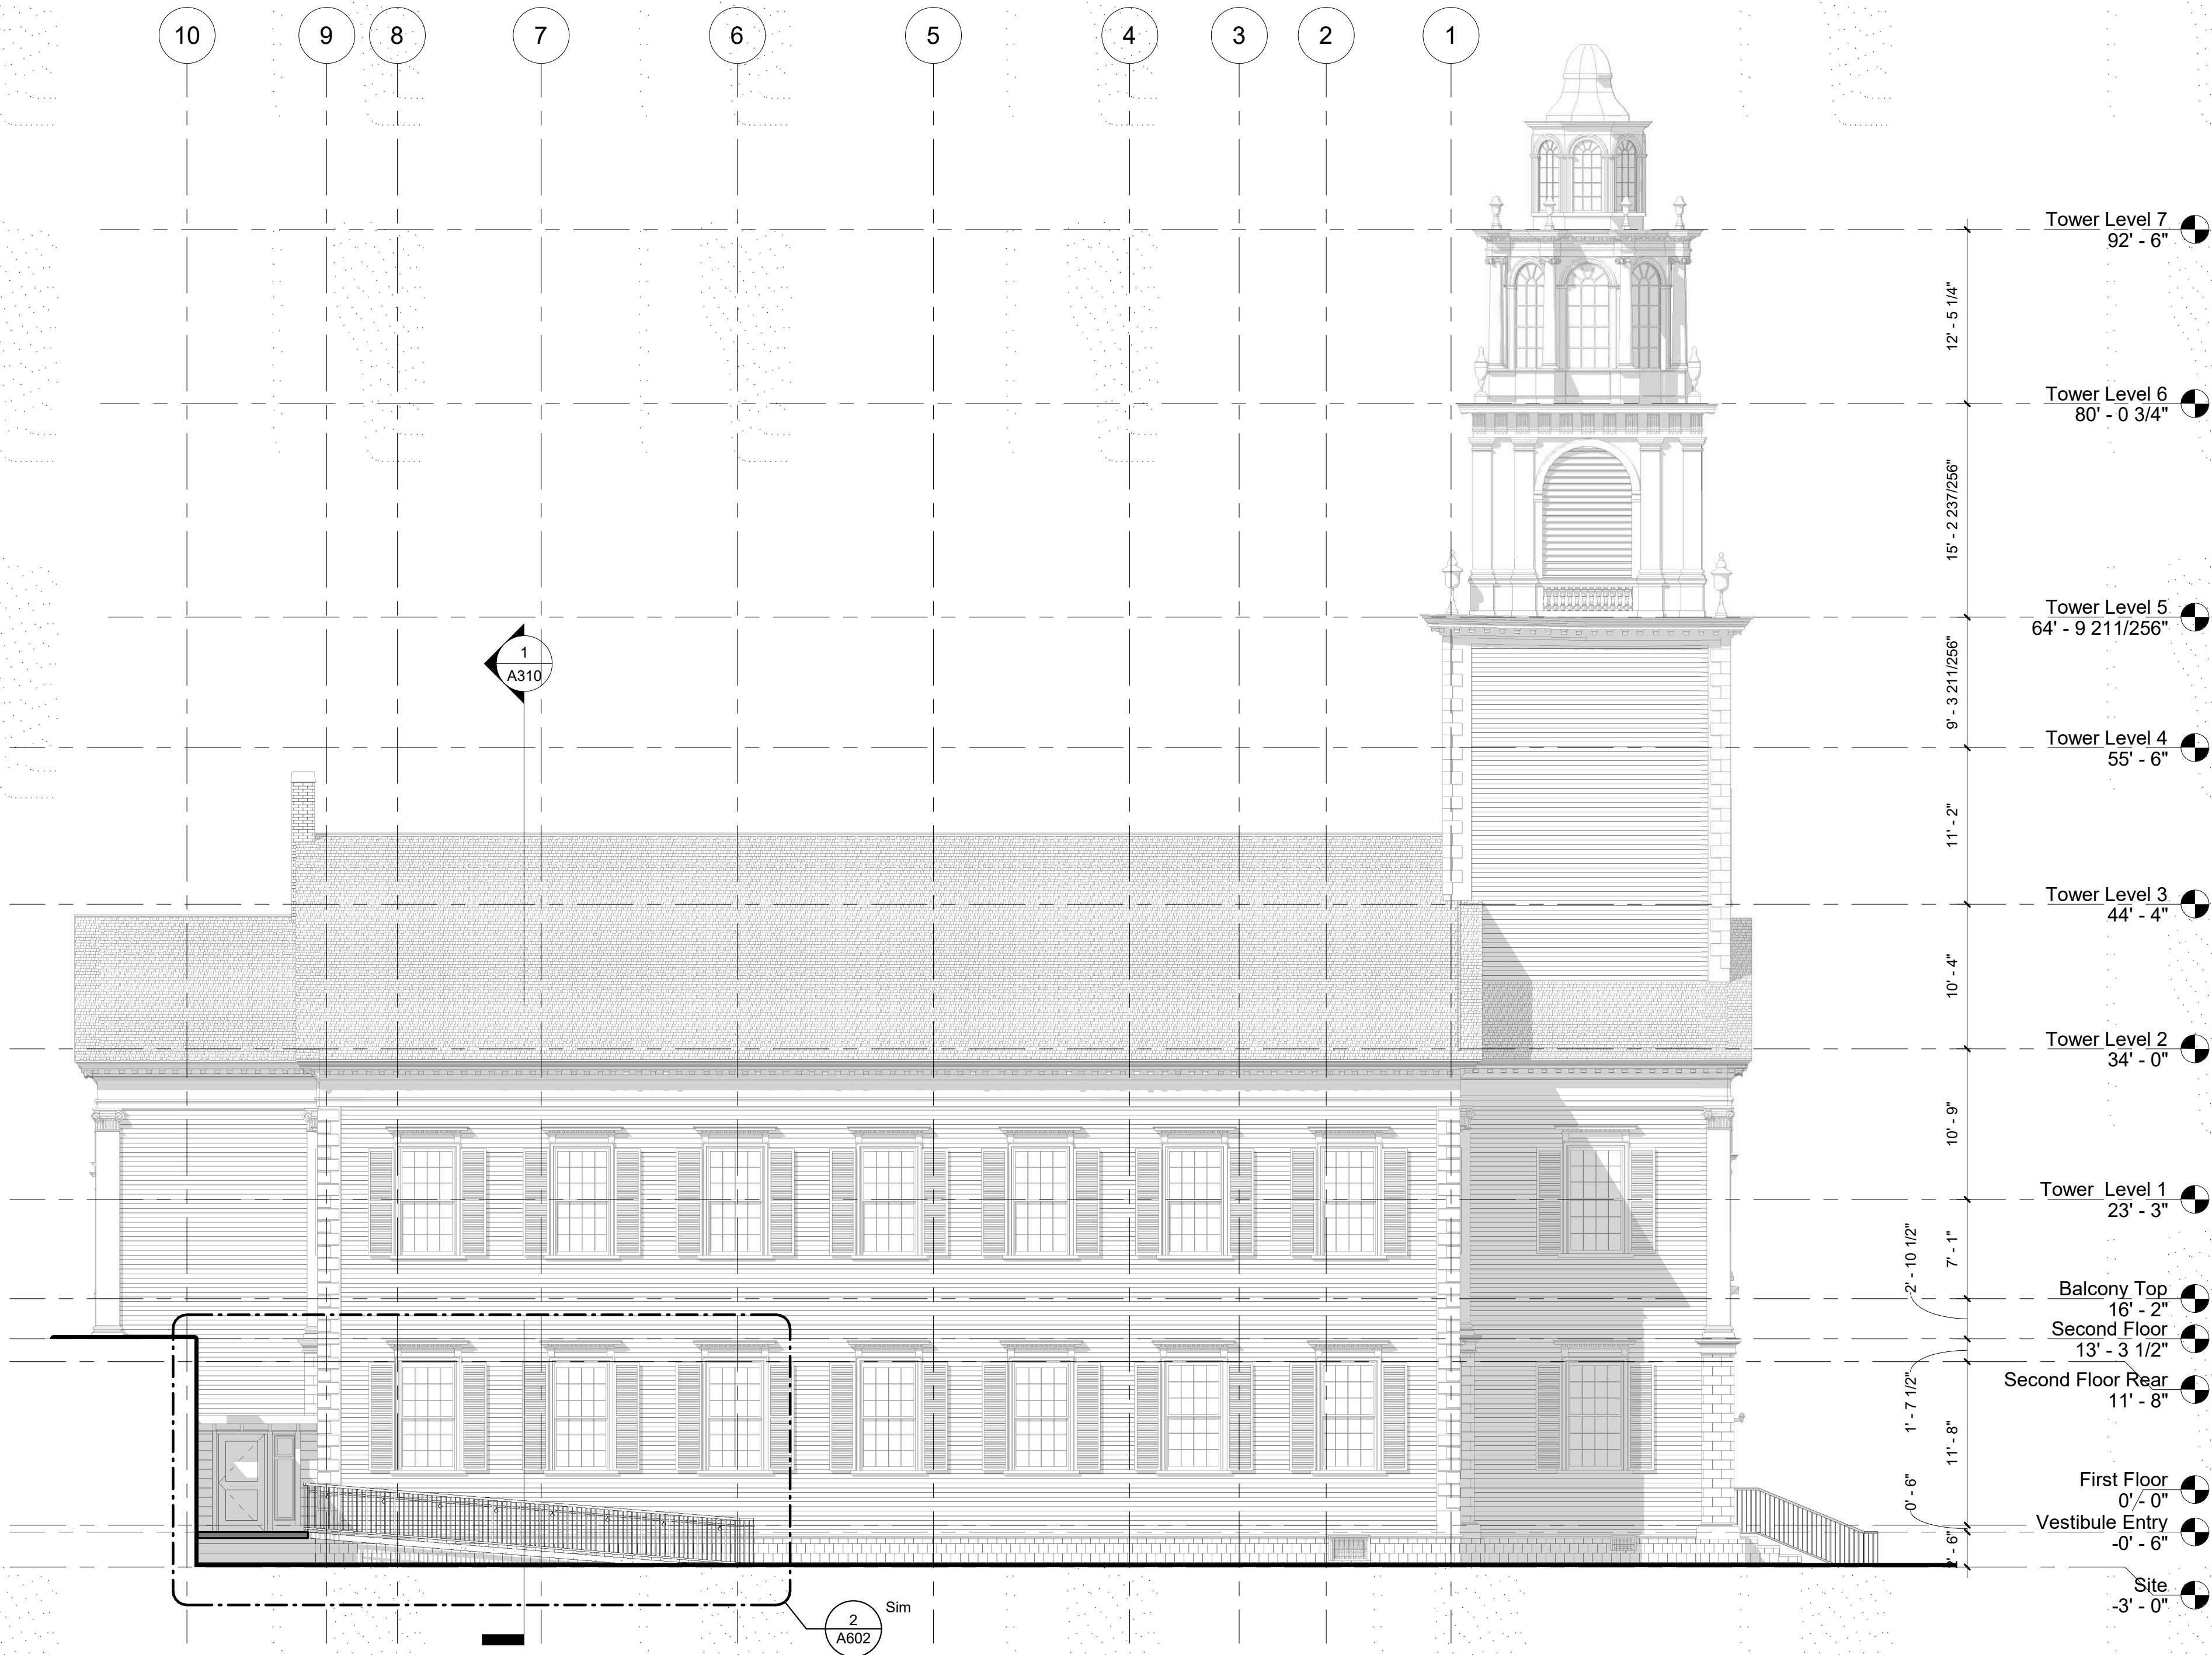 10 9 8 7 6 5 4 3 2 1
Tower Level 7
92' - 6"
12' - 5 1/4"
Tower Level 6
80' - 0 3/4"
15' - 2 237/256"
Tower Level 5
64' - 9 211/256"
1
A310
9' - 3 211/256"
Tower Level 4
55' - 6"
11' - 2"
Tower Level 3
44' - 4"
10' - 4"
Tower Level 2
34' - 0"
10' - 9"
Tower  Level 1
23' - 3"
7' - 1"
2' - 10 1/2"
Balcony Top
16' - 2"
Second Floor
13' - 3 1/2"
Second Floor Rear
11' - 8"
1' - 7 1/2"
11' - 8"
First Floor
0' - 0"
0' - 6"
Vestibule Entry
-0' - 6"
2' - 6"
Site
-3' - 0"
2
A602
Sim